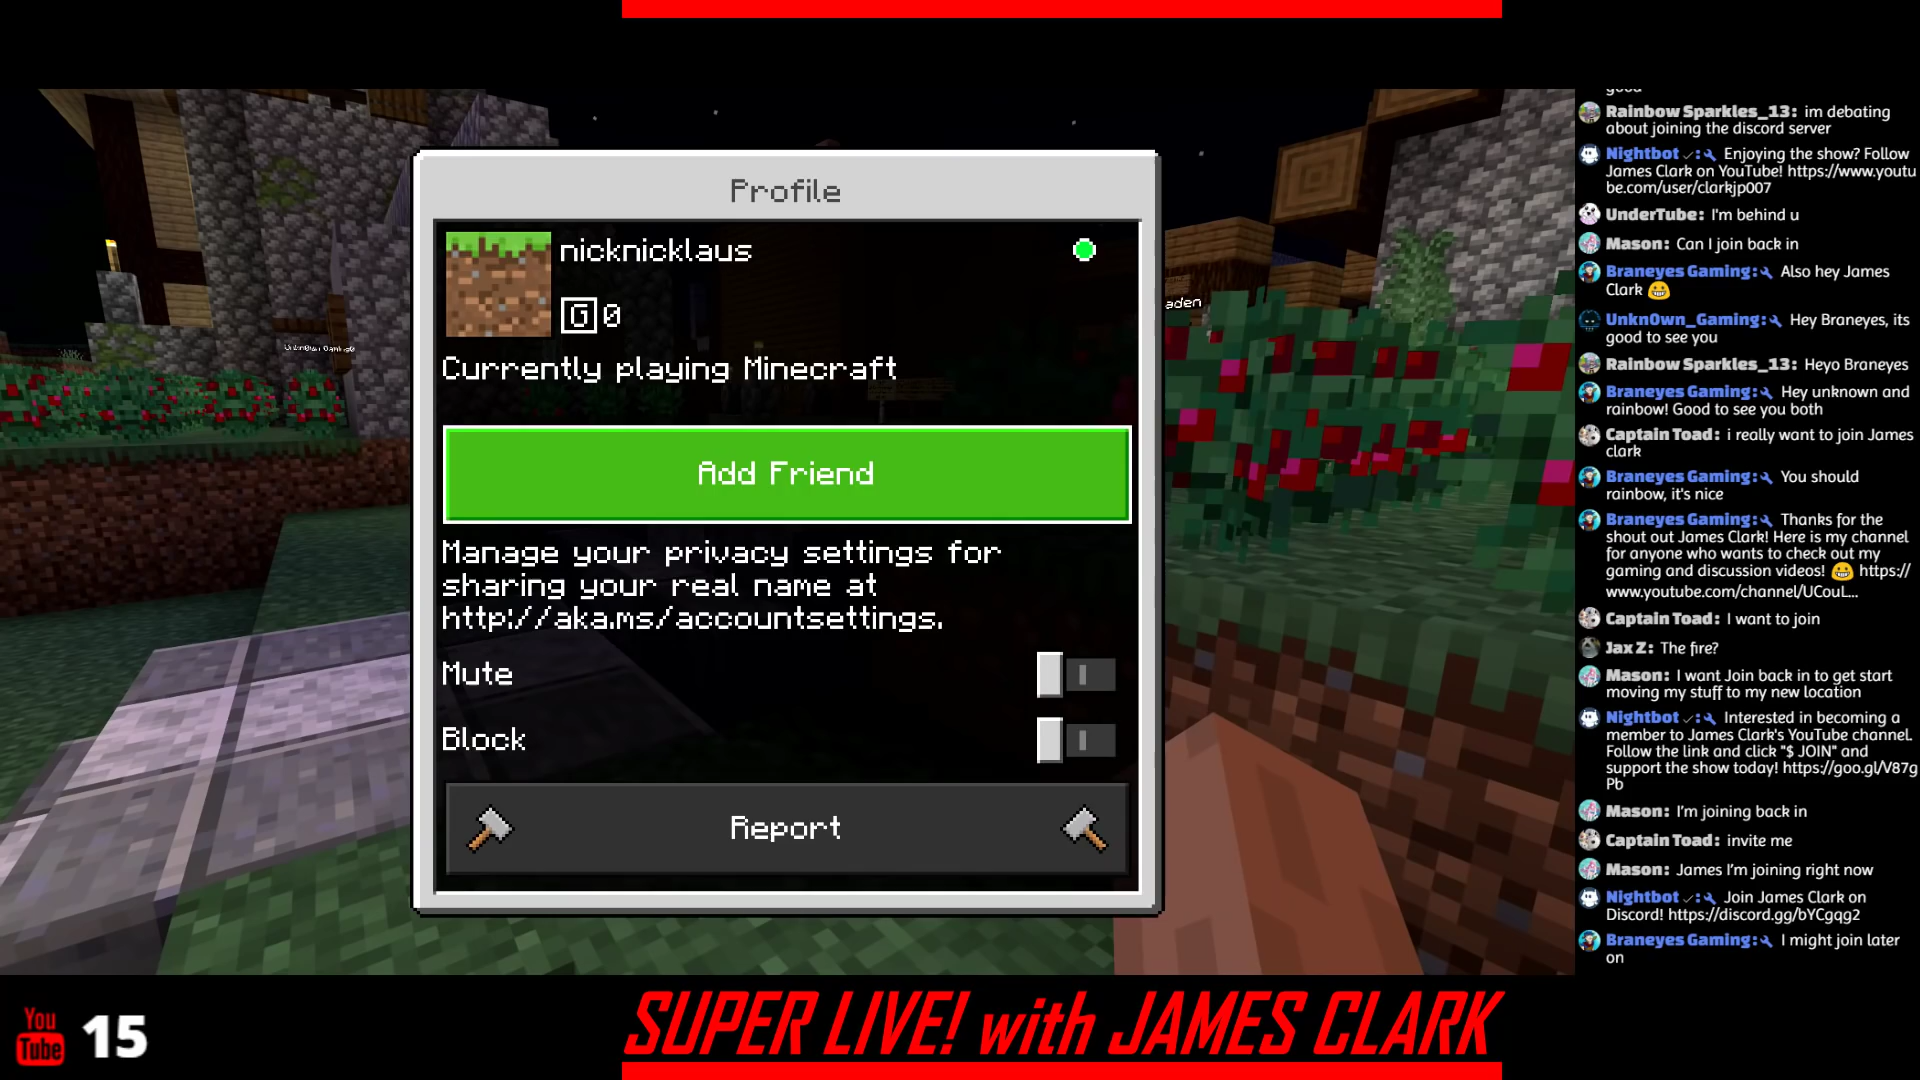 Profile
nicknicklaus
G 0
Currently playing Minecraft
Add Friend
Manage your privacy settings for
sharing your real name at
http://aka.ms/accountsettings.
Mute
Block
Report
aden
good
Rainbow Sparkles_13: im debating
about joining the discord server
Nightbot : Enjoying the show? Follow
James Clark on YouTube! https://www.youtu
be.com/user/clarkjp007
UnderTube: I'm behind u
Mason: Can I join back in
Braneyes Gaming: Also hey James
Clark 😀
Unkn0wn_Gaming: Hey Braneyes, its
good to see you
Rainbow Sparkles_13: Heyo Braneyes
Braneyes Gaming: Hey unknown and
rainbow! Good to see you both
Captain Toad: i really want to join James
clark
Braneyes Gaming: You should
rainbow, it's nice
Braneyes Gaming: Thanks for the
shout out James Clark! Here is my channel
for anyone who wants to check out my
gaming and discussion videos! 😀 https://
www.youtube.com/channel/UCouL...
Captain Toad: I want to join
Jax Z: The fire?
Mason: I want Join back in to get start
moving my stuff to my new location
Nightbot : Interested in becoming a
member to James Clark's YouTube channel.
Follow the link and click "$ JOIN" and
support the show today! https://goo.gl/V87g
Pb
Mason: I'm joining back in
Captain Toad: invite me
Mason: James I'm joining right now
Nightbot : Join James Clark on
Discord! https://discord.gg/bYCgqg2
Braneyes Gaming: I might join later
on
You
Tube
15
SUPER LIVE! with JAMES CLARK